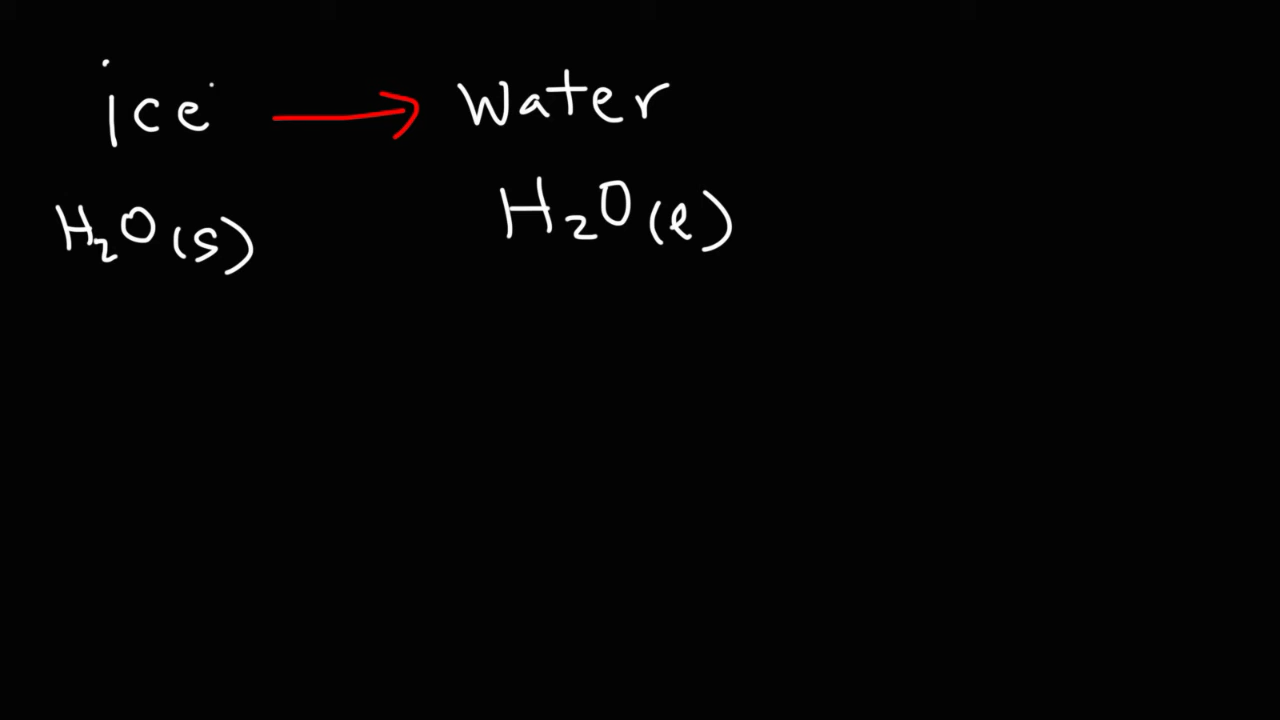 ice → water
H₂O(s) H₂O(l)